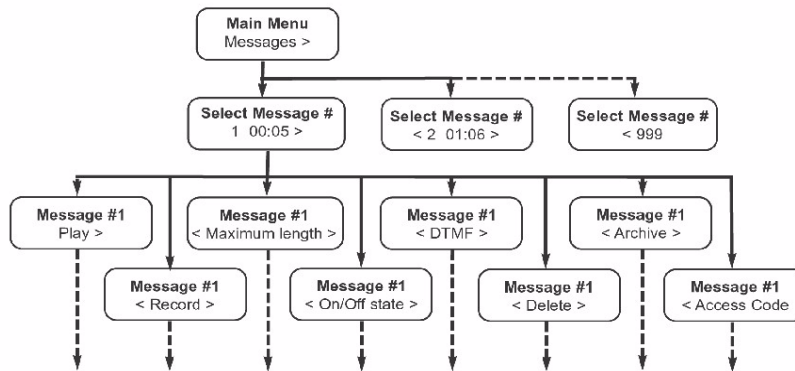 Main Menu
Messages >
Select Message #
1 00:05 >
Select Message #
< 2 01:06 >
Select Message #
< 999
Message #1
Play >
Message #1
< Maximum length >
Message #1
< DTMF >
Message #1
< Archive >
Message #1
< Record >
Message #1
< On/Off state >
Message #1
< Delete >
Message #1
< Access Code